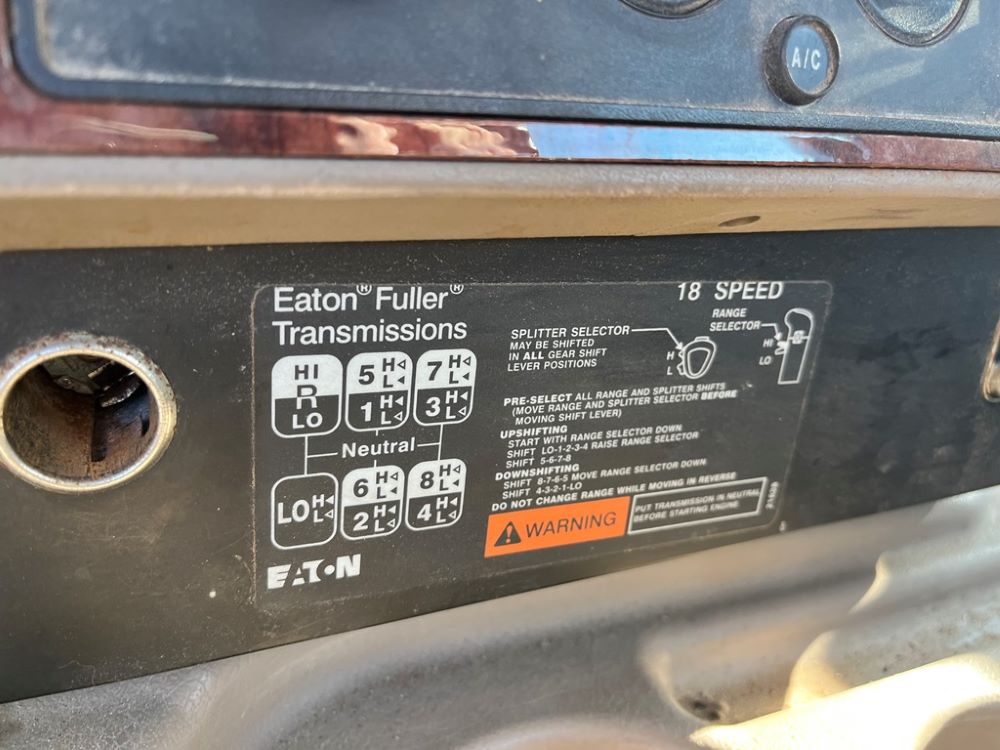 A/C
Eaton® Fuller®
Transmissions
18 SPEED
HI
R
LO
5 H L
1 H L
7 H L
3 H L
Neutral
LO H L
6 H L
2 H L
8 H L
4 H L
EATON
SPLITTER SELECTOR
MAY BE SHIFTED
IN ALL GEAR SHIFT
LEVER POSITIONS
H
L
RANGE
SELECTOR
HI
LO
PRE-SELECT ALL RANGE AND SPLITTER SHIFTS
(MOVE RANGE AND SPLITTER SELECTOR BEFORE
MOVING SHIFT LEVER)
UPSHIFTING
START WITH RANGE SELECTOR DOWN
SHIFT LO-1-2-3-4 RAISE RANGE SELECTOR
SHIFT 5-6-7-8
DOWNSHIFTING
SHIFT 8-7-6-5 MOVE RANGE SELECTOR DOWN
SHIFT 4-3-2-1-LO
DO NOT CHANGE RANGE WHILE MOVING IN REVERSE
WARNING
PUT TRANSMISSION IN NEUTRAL
BEFORE STARTING ENGINE